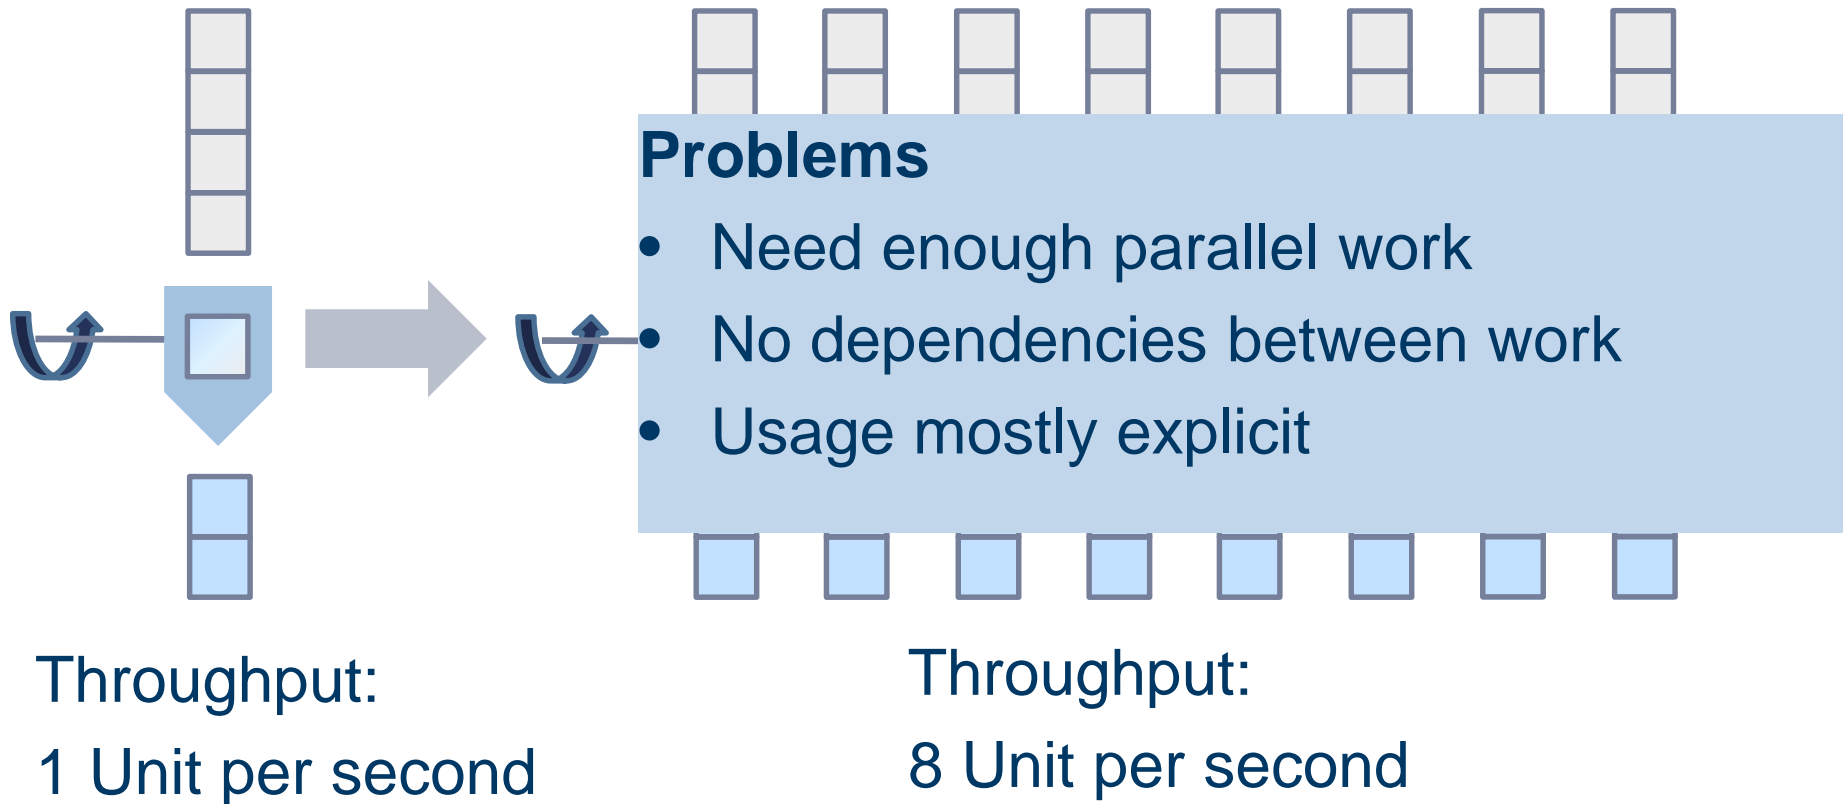 Problems
• Need enough parallel work
• No dependencies between work
• Usage mostly explicit
Throughput:
1 Unit per second
Throughput:
8 Unit per second